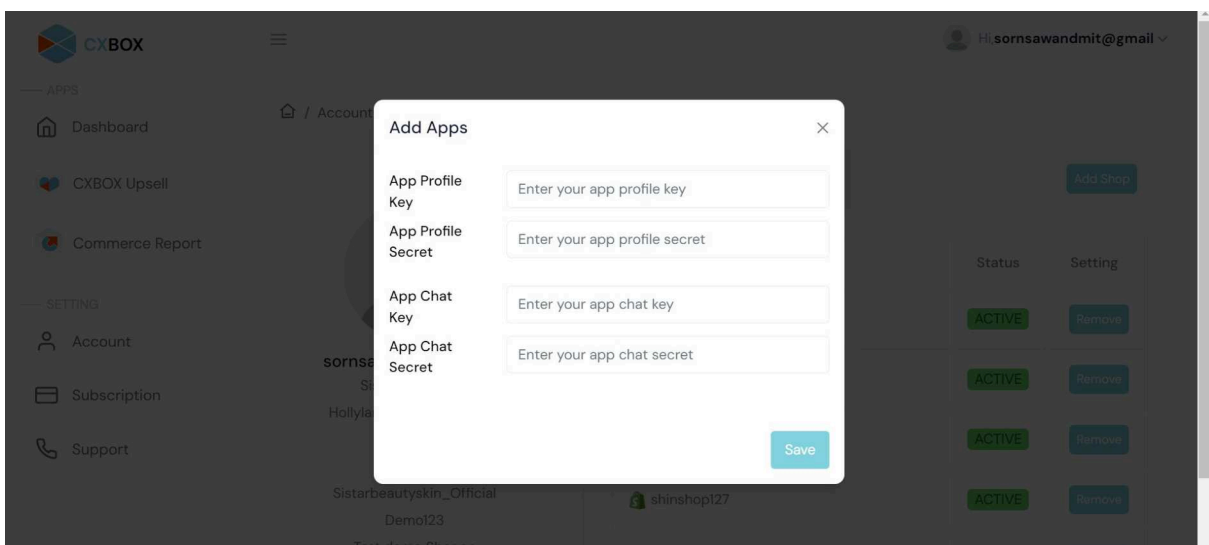 CXBOX
Hi,sornsawandmit@gmail
APPS
Dashboard
/ Account
CXBOX Upsell
Commerce Report
SETTING
Account
Subscription
Support
Add Apps
App Profile
Key
Enter your app profile key
App Profile
Secret
Enter your app profile secret
App Chat
Key
Enter your app chat key
App Chat
Secret
Enter your app chat secret
Save
Add Shop
Status Setting
ACTIVE Remove
ACTIVE Remove
ACTIVE Remove
ACTIVE Remove
sornsa
Si
Hollyla
Sistarbeautyskin_Official
Demo123
shinshop127